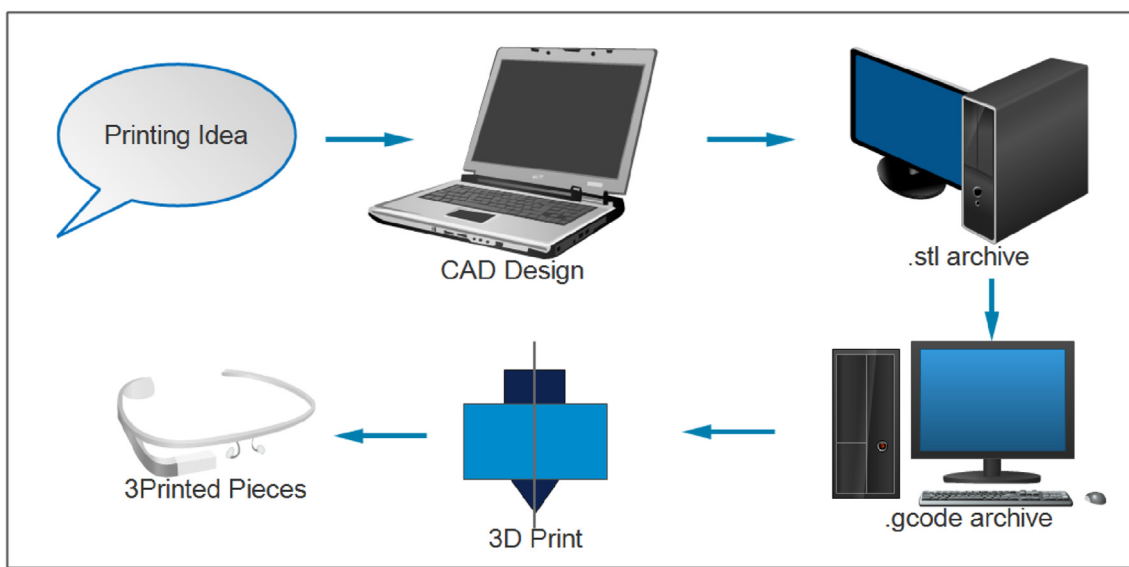 Printing Idea
CAD Design
.stl archive
.gcode archive
3D Print
3Printed Pieces